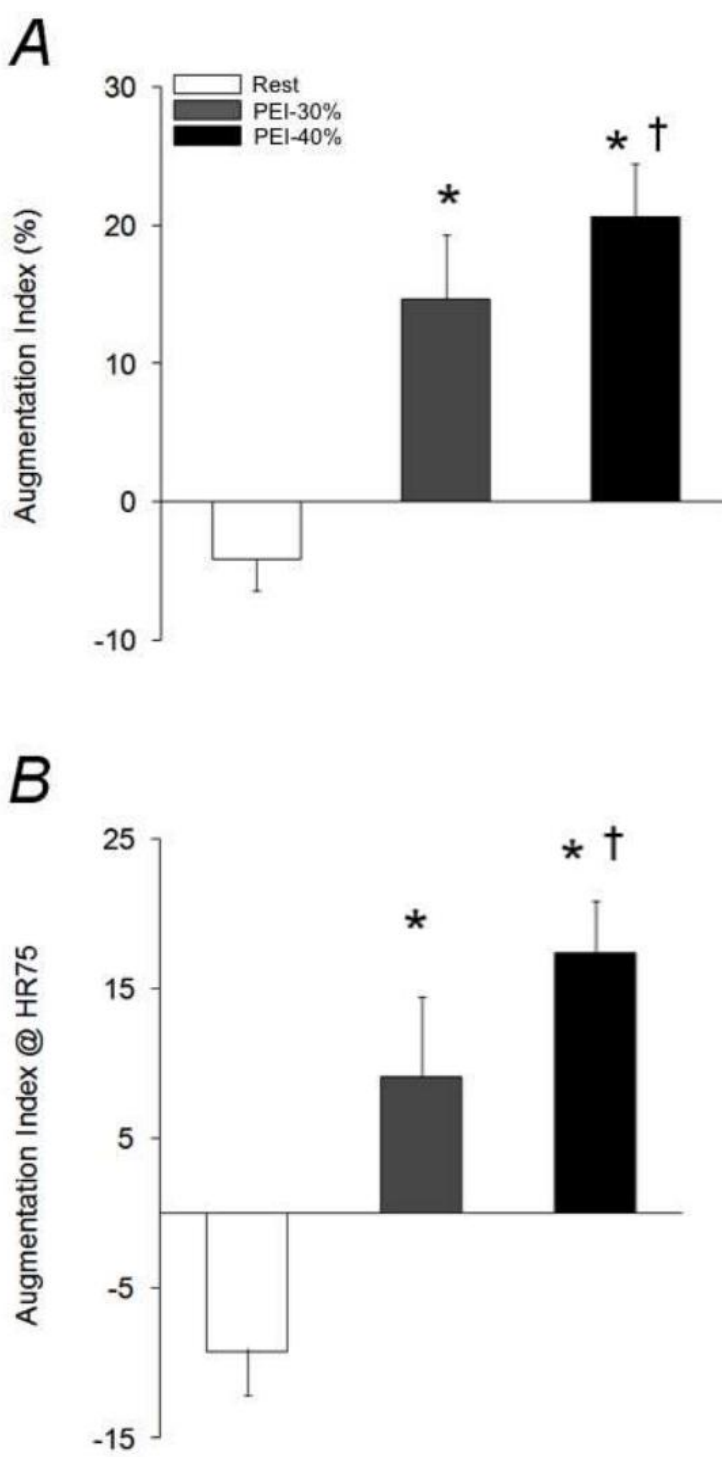 A
30
Rest
PEI-30%
PEI-40%
* †
*
20
Augmentation Index (%)
10
0
-10
B
25
* †
*
15
Augmentation Index @ HR75
5
-5
-15